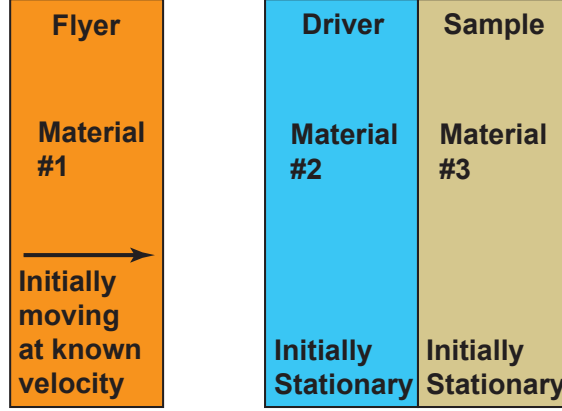 Flyer
Material
#1
Initially
moving
at known
velocity
Driver
Material
#2
Initially
Stationary
Sample
Material
#3
Initially
Stationary